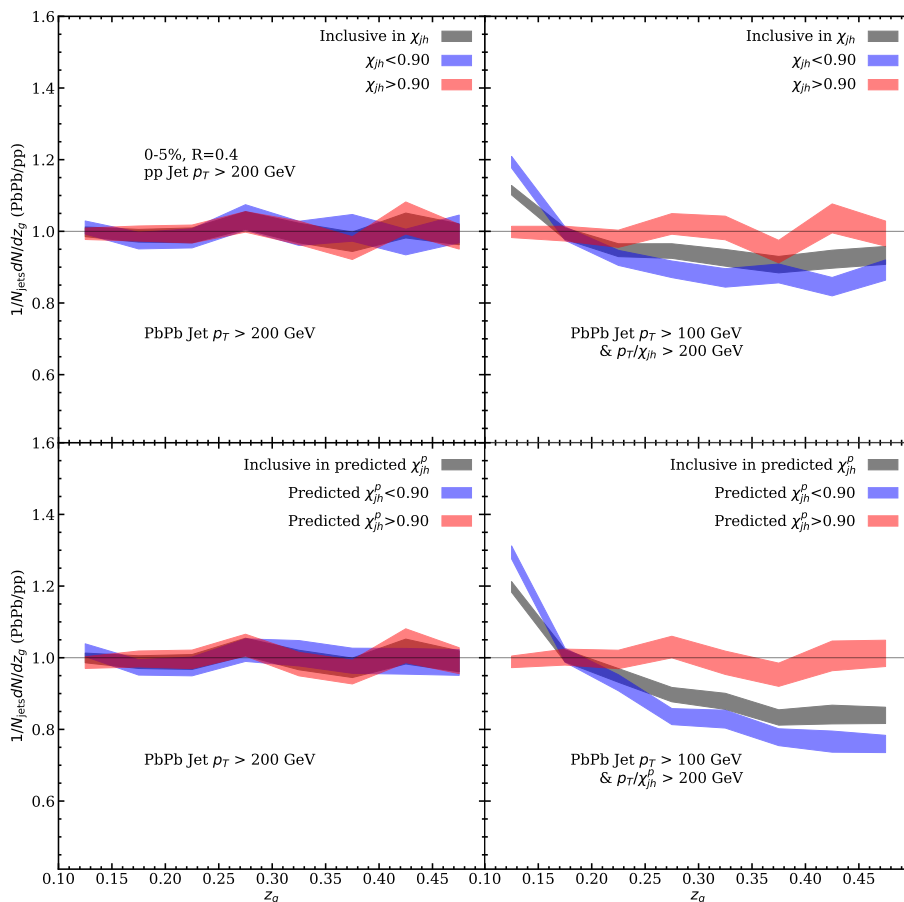 1.6
1.4
1.2
1.0
0.8
0.6
1/N_jets dN/dz_g (PbPb/pp)
Inclusive in χ_jh
χ_jh<0.90
χ_jh>0.90
0-5%, R=0.4
pp Jet p_T > 200 GeV
PbPb Jet p_T > 200 GeV
Inclusive in χ_jh
χ_jh<0.90
χ_jh>0.90
PbPb Jet p_T > 100 GeV
& p_T/χ_jh > 200 GeV
1.6
1.4
1.2
1.0
0.8
0.6
1/N_jets dN/dz_g (PbPb/pp)
Inclusive in predicted χ^p_jh
Predicted χ^p_jh<0.90
Predicted χ^p_jh>0.90
PbPb Jet p_T > 200 GeV
Inclusive in predicted χ^p_jh
Predicted χ^p_jh<0.90
Predicted χ^p_jh>0.90
PbPb Jet p_T > 100 GeV
& p_T/χ^p_jh > 200 GeV
0.10 0.15 0.20 0.25 0.30 0.35 0.40 0.45 0.10 0.15 0.20 0.25 0.30 0.35 0.40 0.45
z_g z_g